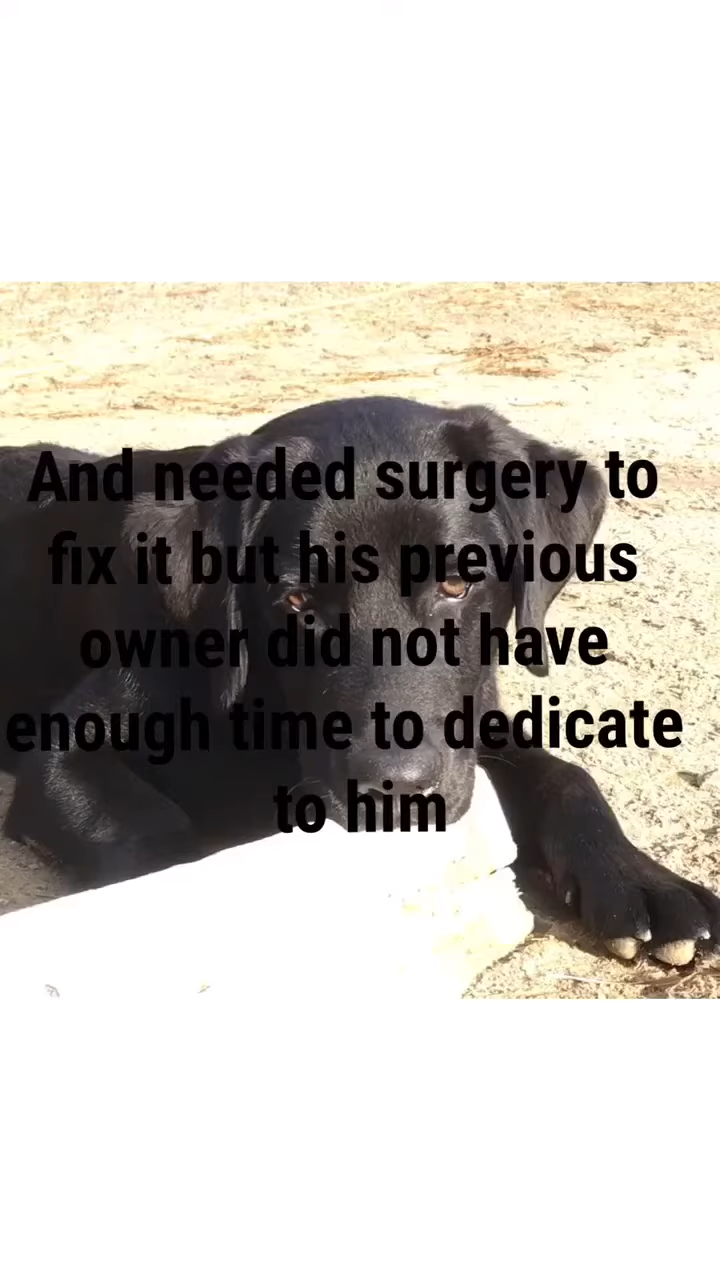 And needed surgery to
fix it but his previous
owner did not have
enough time to dedicate
to him